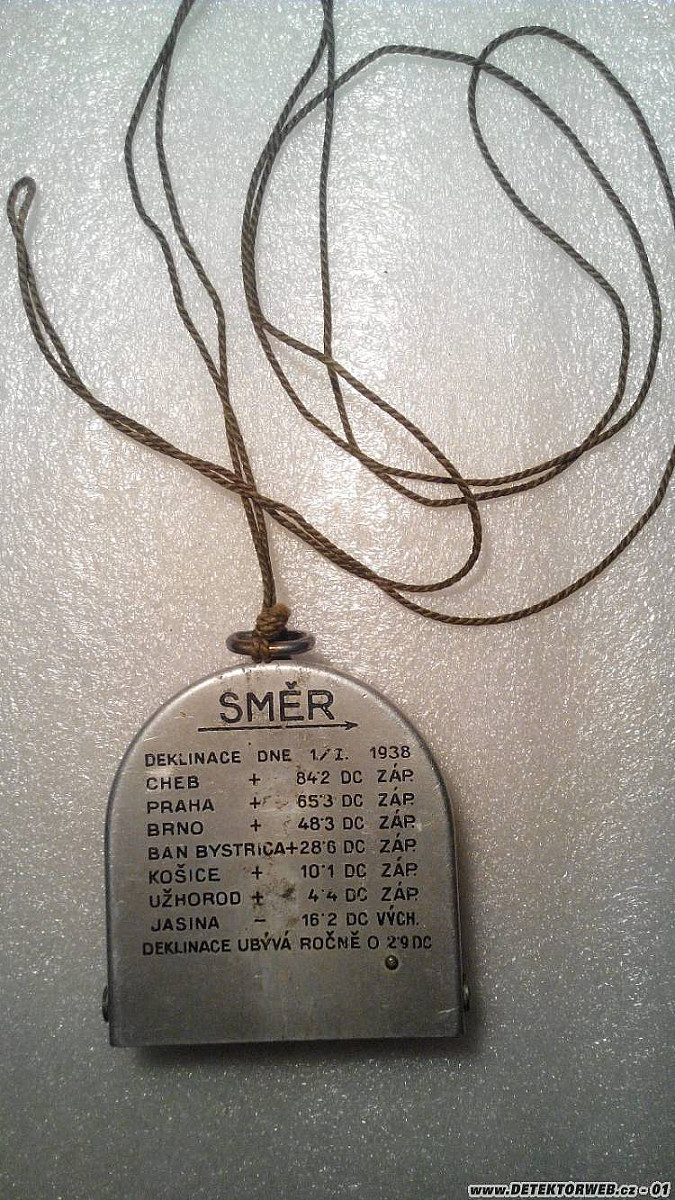 SMĚR
DEKLINACE DNE 1./I. 1938
CHEB + 84·2 DC ZÁP.
PRAHA + 65·3 DC ZÁP.
BRNO + 48·3 DC ZÁP.
BAN BYSTRICA+28·6 DC ZÁP.
KOŠICE + 10·1 DC ZÁP.
UŽHOROD + 4·4 DC ZÁP.
JASINA – 16·2 DC VÝCH.
DEKLINACE UBÝVÁ ROČNĚ O 2·9 DC
www.DETEKTORWEB.cz - 01